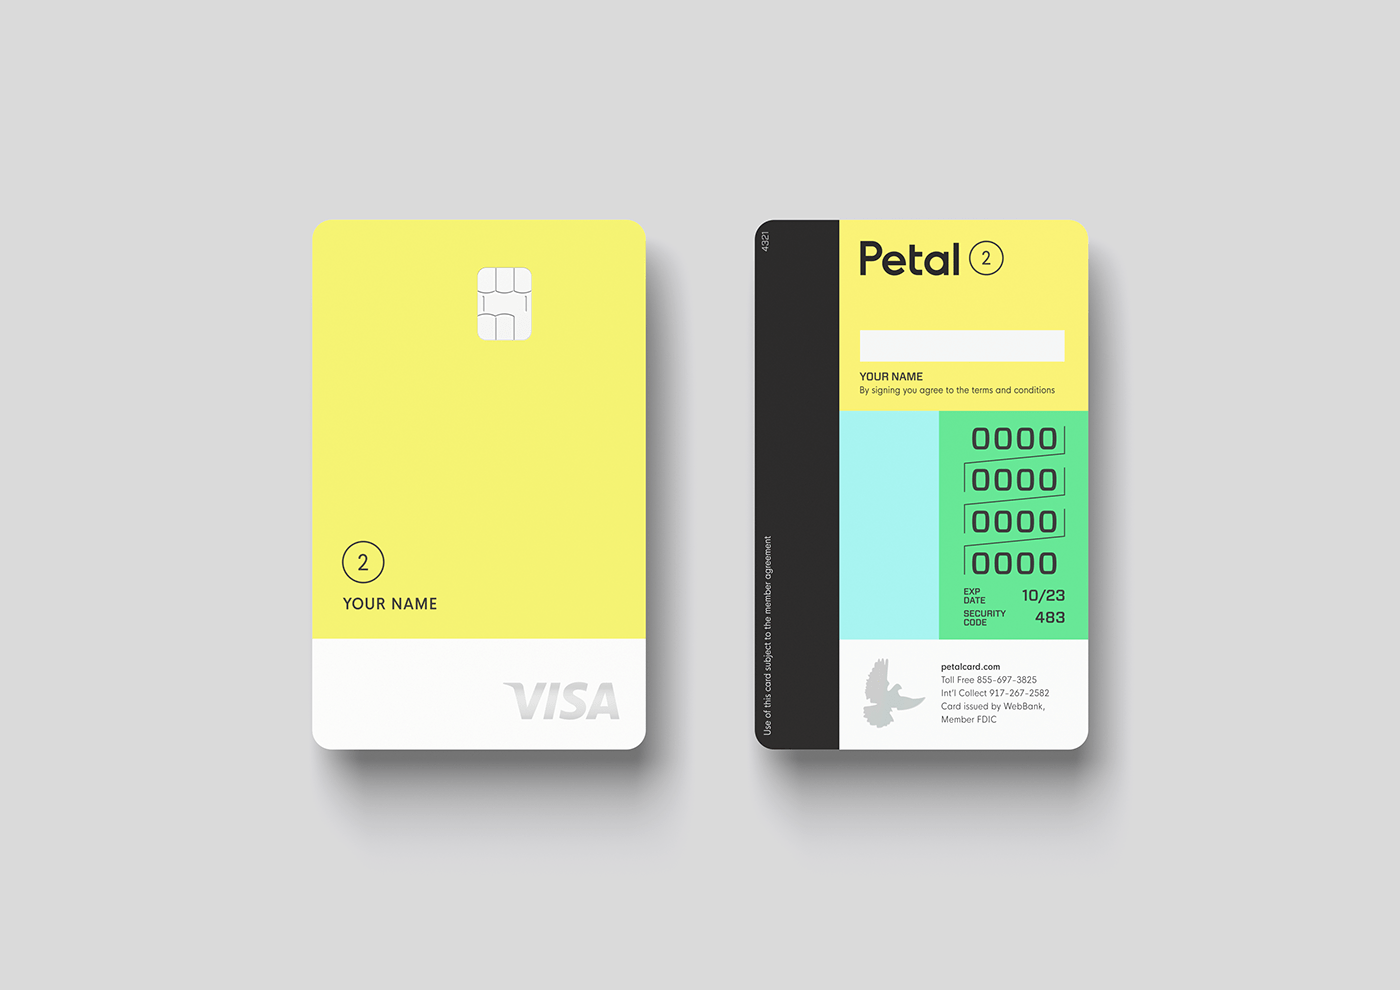 2
YOUR NAME
VISA
4321
Use of this card subject to the member agreement
Petal 2
YOUR NAME
By signing you agree to the terms and conditions
0000
0000
0000
0000
EXP
DATE
10/23
SECURITY
CODE
483
petalcard.com
Toll Free 855-697-3825
Int'l Collect 917-267-2582
Card issued by WebBank,
Member FDIC